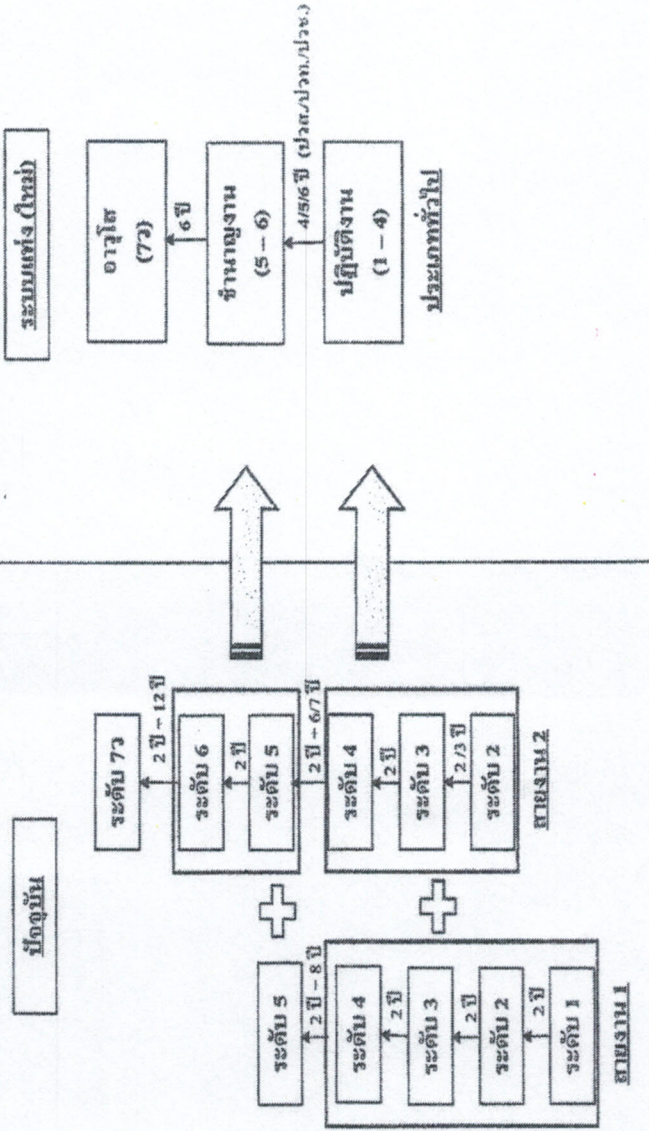 ปัจจุบัน
ระดับ 5
2 ปี – 8 ปี
ระดับ 4
2 ปี
ระดับ 3
2 ปี
ระดับ 2
2 ปี
ระดับ 1
สายงาน 1
ระดับ 7ว
2 ปี – 12 ปี
ระดับ 6
2 ปี
ระดับ 5
2 ปี – 6/7 ปี
ระดับ 4
2 ปี
ระดับ 3
2 /3 ปี
ระดับ 2
สายงาน 2
ระบบแท่ง (ใหม่)
อาวุโส
(7ว)
6 ปี
ชำนาญงาน
(5 – 6)
4/5/6 ปี (ปวส/ปวท/ปวช.)
ปฏิบัติงาน
(1 – 4)
ประเภททั่วไป